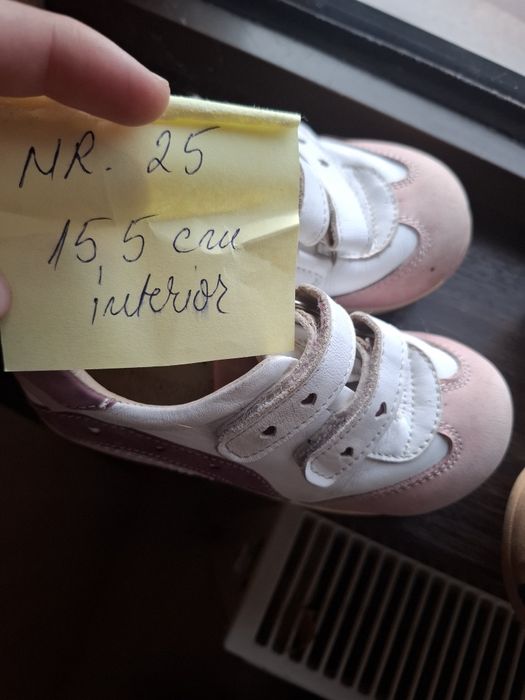 NR. 25
15,5 cm
interior